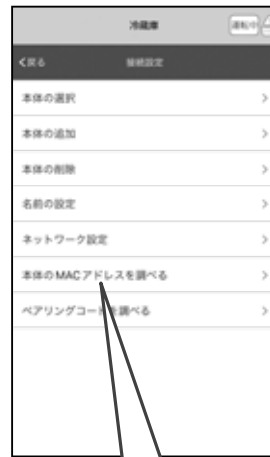 冷蔵庫
運転中
<戻る 接続設定
本体の選択 >
本体の追加 >
本体の削除 >
名前の設定 >
ネットワーク設定 >
本体のMACアドレスを調べる >
ペアリングコードを調べる >